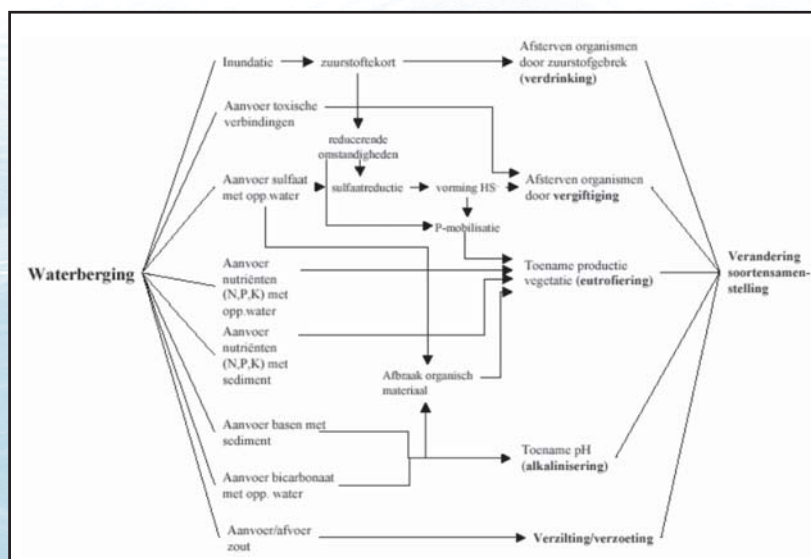 Waterberging
Inundatie
zuurstoftekort
Afsterven organismen
door zuurstofgebrek
(verdrinking)
Aanvoer toxische
verbindingen
reducerende
omstandigheden
Aanvoer sulfaat
met opp.water
sulfaatreductie
vorming HS-
Afsterven organismen
door vergiftiging
P-mobilisatie
Aanvoer
nutriënten
(N,P,K) met
opp.water
Toename productie
vegetatie (eutrofiering)
Verandering
soortensamen-
stelling
Aanvoer
nutriënten
(N,P,K) met
sediment
Afbraak organisch
materiaal
Aanvoer basen met
sediment
Toename pH
(alkalinisering)
Aanvoer bicarbonaat
met opp. water
Aanvoer/afvoer
zout
Verzilting/verzoeting